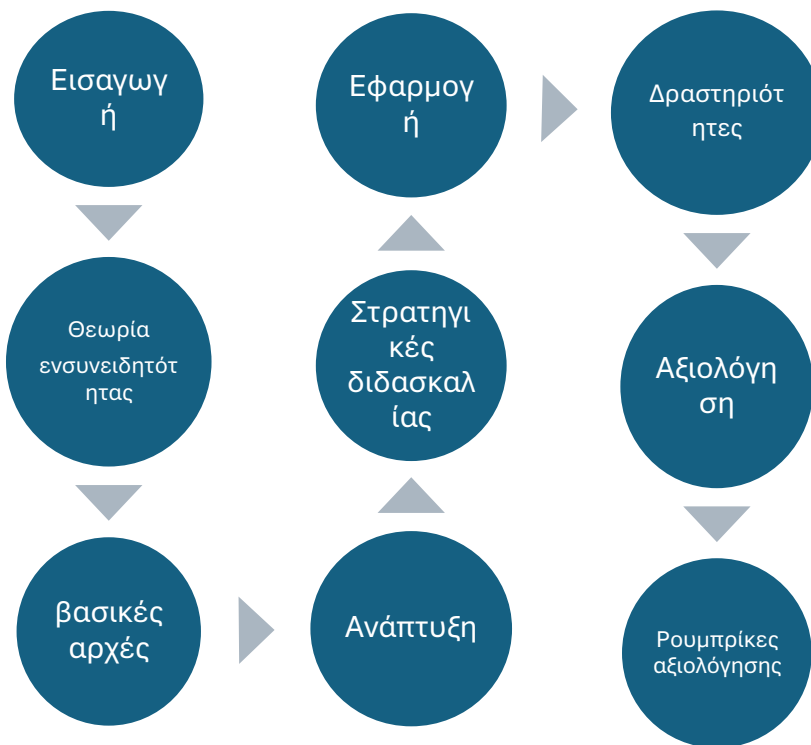 Εισαγωγ
ή
Θεωρία
ενσυνειδητότ
ητας
βασικές
αρχές
Ανάπτυξη
Στρατηγι
κές
διδασκαλ
ίας
Εφαρμογ
ή
Δραστηριότ
ητες
Αξιολόγη
ση
Ρουμπρίκες
αξιολόγησης